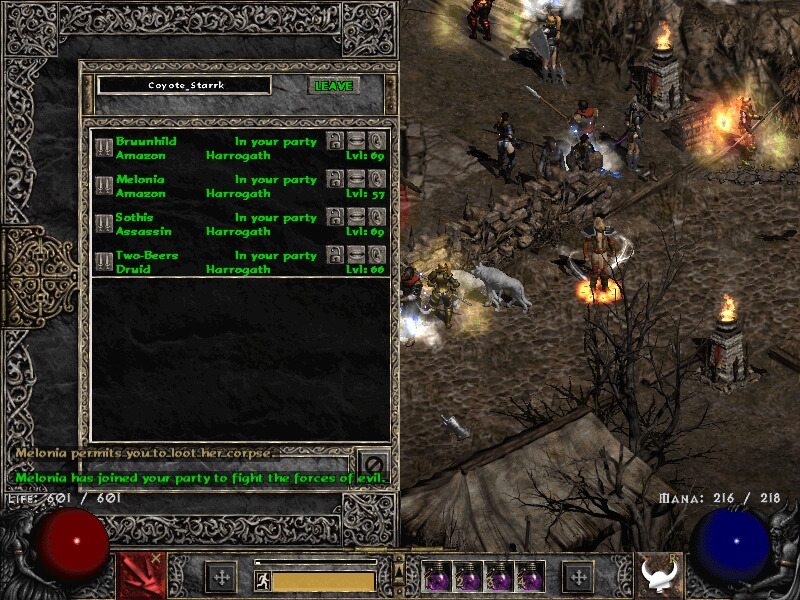 Coyote_Starrk LEAVE
Bruunhild In your party
Amazon Harrogath Lvl: 69
Melonia In your party
Amazon Harrogath Lvl: 57
Sothis In your party
Assassin Harrogath Lvl: 69
Two-Beers In your party
Druid Harrogath Lvl: 66
Melonia permits you to loot her corpse.
Melonia has joined your party to fight the forces of evil.
Life: 601 / 601 Mana: 216 / 218